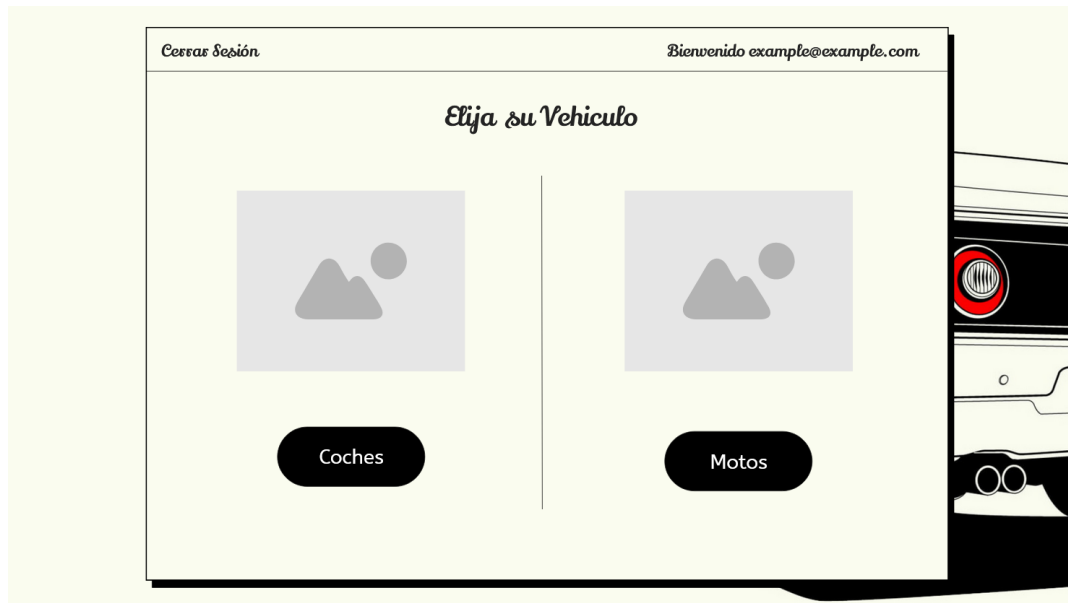 Cerrar Sesión
Bienvenido example@example.com
Elija su Vehiculo
Coches
Motos